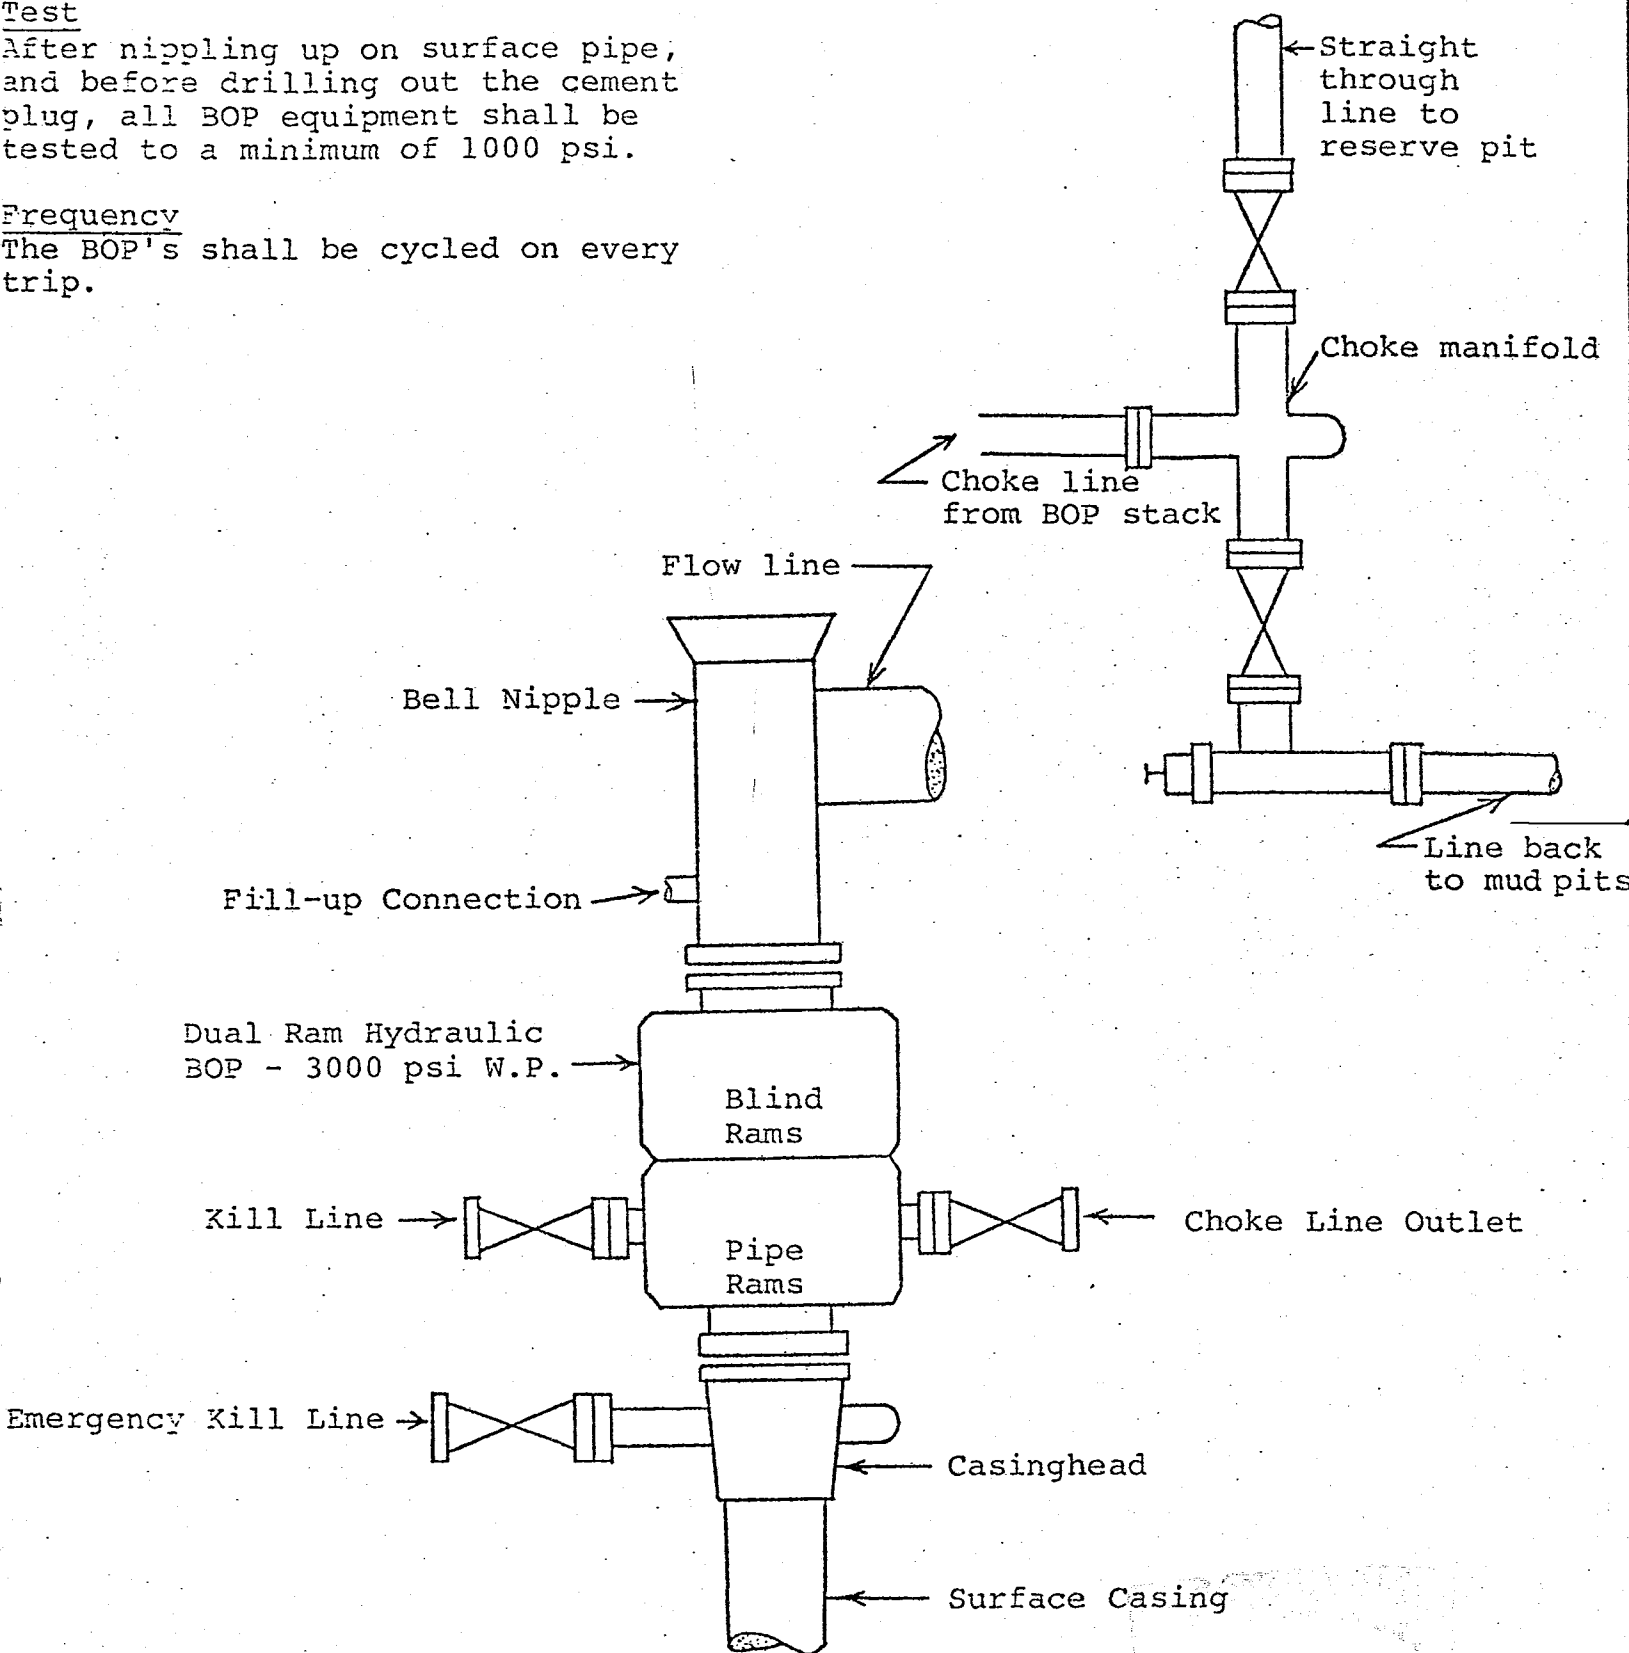 Test
After nippling up on surface pipe,
and before drilling out the cement
plug, all BOP equipment shall be
tested to a minimum of 1000 psi.
Frequency
The BOP's shall be cycled on every
trip.
Straight
through
line to
reserve pit
Choke manifold
Choke line
from BOP stack
Flow line
Bell Nipple
Line back
to mud pits
Fill-up Connection
Dual Ram Hydraulic
BOP - 3000 psi W.P.
Blind
Rams
Kill Line
Choke Line Outlet
Pipe
Rams
Emergency Kill Line
Casinghead
Surface Casing